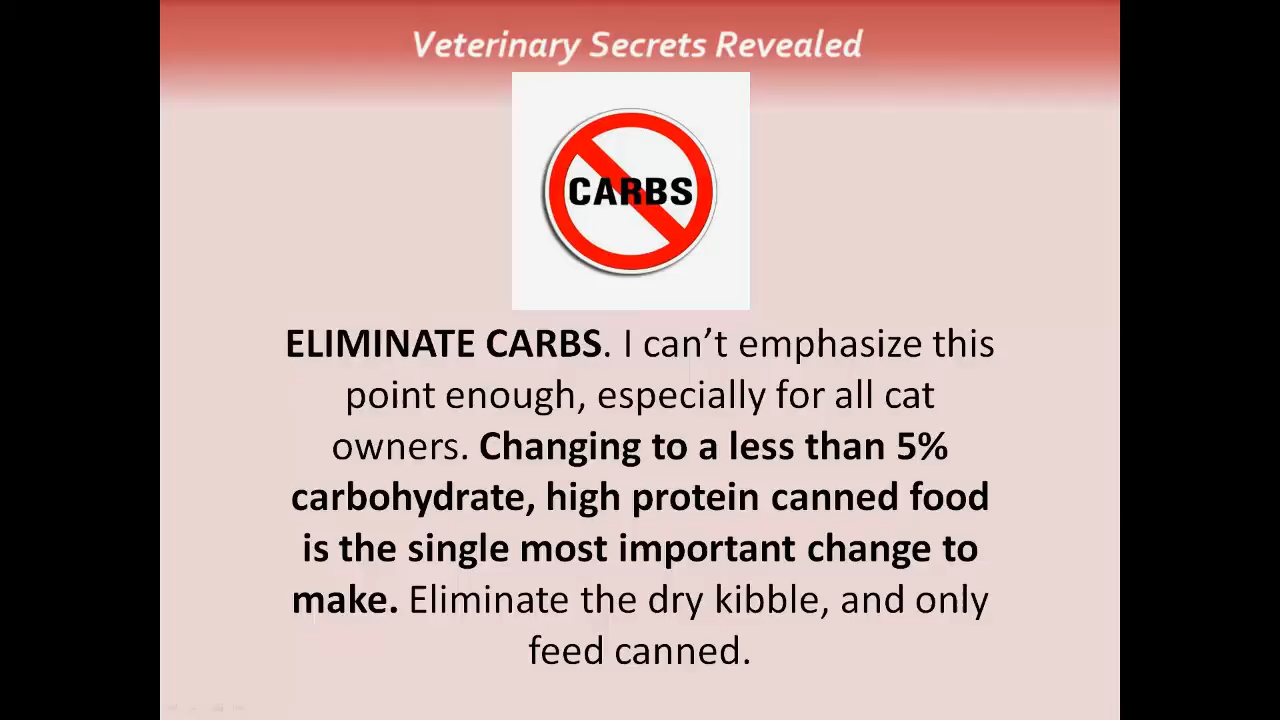 Veterinary Secrets Revealed
CARBS
ELIMINATE CARBS. I can’t emphasize this
point enough, especially for all cat
owners. Changing to a less than 5%
carbohydrate, high protein canned food
is the single most important change to
make. Eliminate the dry kibble, and only
feed canned.